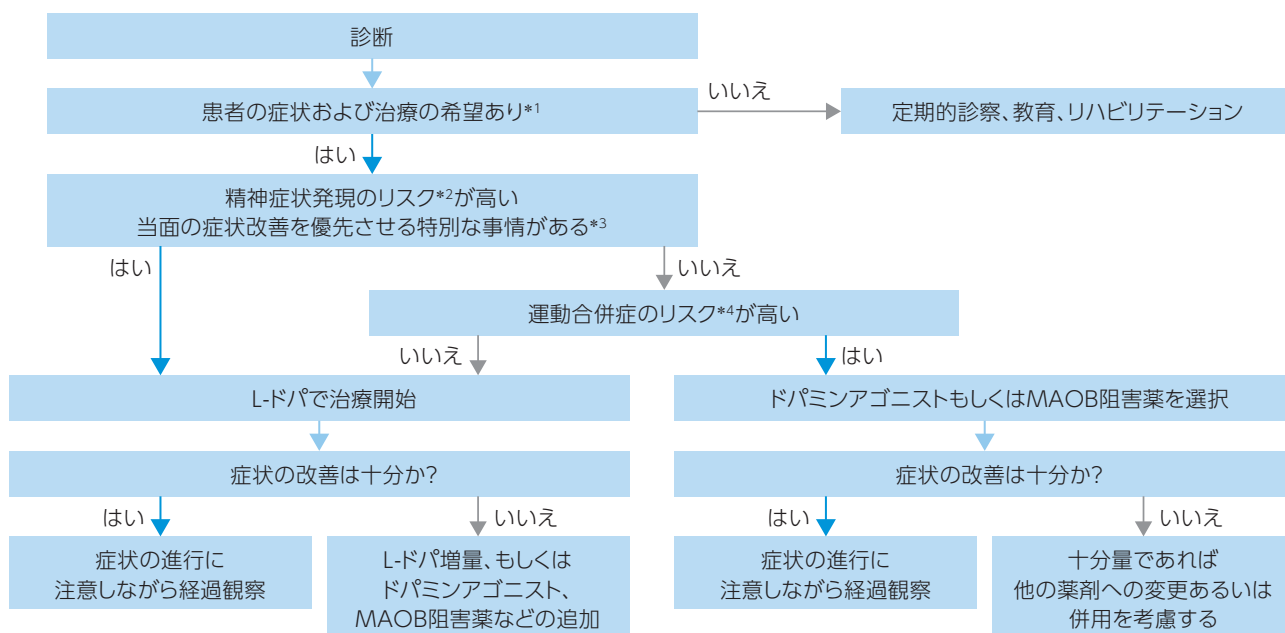 診断
患者の症状および治療の希望あり*1
いいえ
定期的診察、教育、リハビリテーション
はい
精神症状発現のリスク*2が高い
当面の症状改善を優先させる特別な事情がある*3
はい
いいえ
運動合併症のリスク*4が高い
いいえ
はい
L-ドパで治療開始
ドパミンアゴニストもしくはMAOB阻害薬を選択
症状の改善は十分か?
症状の改善は十分か?
はい
いいえ
はい
いいえ
症状の進行に
注意しながら経過観察
L-ドパ増量、もしくは
ドパミンアゴニスト、
MAOB阻害薬などの追加
症状の進行に
注意しながら経過観察
十分量であれば
他の薬剤への変更あるいは
併用を考慮する